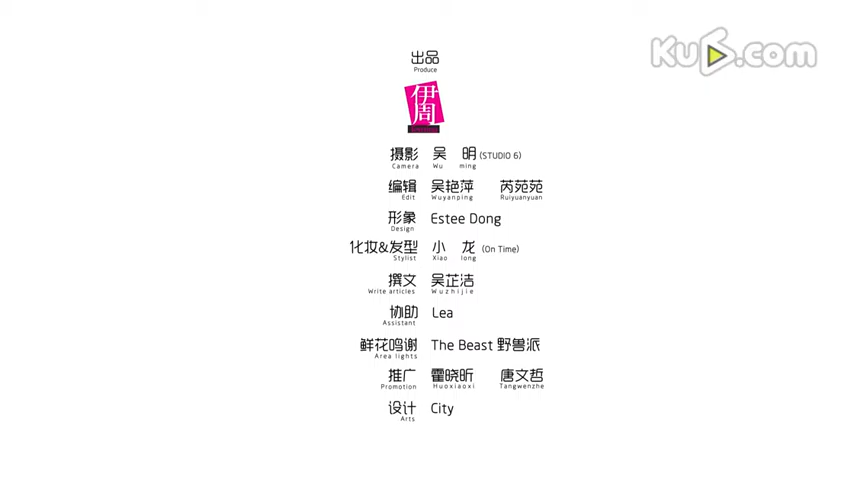 Ku6.com
出品
Produce
伊周
摄影 吴 明 (STUDIO 6)
Camera Wu ming
编辑 吴艳萍 芮苑苑
Edit Wuyanping Ruiyuanyuan
形象 Estee Dong
Design
化妆&发型 小 龙 (On Time)
Stylist Xiao long
撰文 吴芷洁
Write articles Wuzhijie
协助 Lea
Assistant
鲜花鸣谢 The Beast 野兽派
Area lights
推广 霍晓昕 唐文哲
Promotion Huoxiaoxi Tangwenzhe
设计 City
Arts